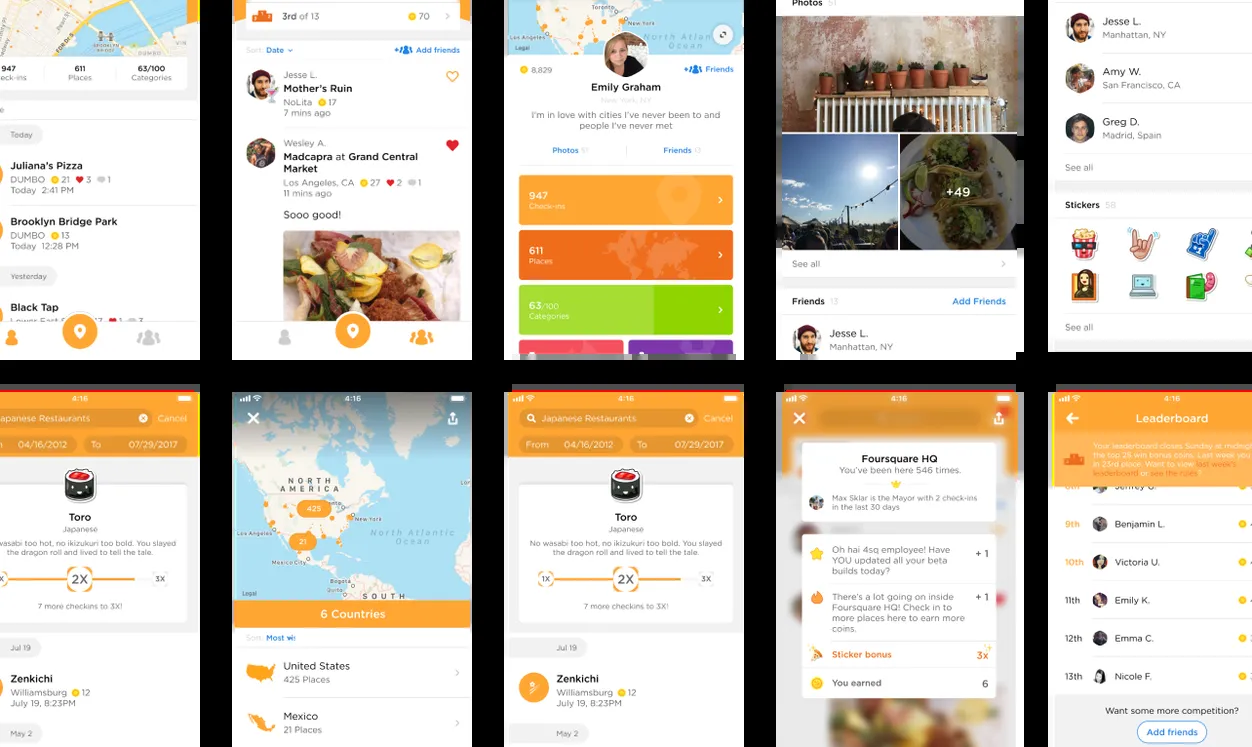 BROOKLYN BRIDGE
DUMBO
947
611
63/100
Places
Categories
Today
Juliana's Pizza
DUMBO 21 3 1
Today 2:41 PM
Brooklyn Bridge Park
DUMBO 13
Today 12:28 PM
Yesterday
Black Tap
3rd of 13
70
Sort: Date
Add friends
Jesse L.
Mother's Ruin
NoLita 17
7 mins ago
Wesley A.
Madcapra at Grand Central
Market
Los Angeles, CA 27 2 1
11 mins ago
Sooo good!
Toronto
Los Angeles
Legal
North Atlantic
Ocean
8,829
Friends
Emily Graham
New York, NY
I'm in love with cities I've never been to and
people I've never met
Photos
Friends 13
947
Check-ins
611
Places
63/100
Categories
Photos 51
+49
See all
Friends 13
Add Friends
Jesse L.
Manhattan, NY
Jesse L.
Manhattan, NY
Amy W.
San Francisco, CA
Greg D.
Madrid, Spain
See all
Stickers 58
See all
4:16
apanese Restaurants
Cancel
04/16/2012
To
07/29/2017
Toro
Japanese
wasabi too hot, no ikizukuri too bold. You slayed
the dragon roll and lived to tell the tale.
2X
3X
7 more checkins to 3X!
Jul 19
Zenkichi
Williamsburg 12
July 19, 8:23PM
May 2
4:16
NORTH
AMERICA
425
New York
Los Angeles
21
North Atlantic
Ocean
Mexico City
Bogota
Quito
Legal
SOUTH
6 Countries
Sort: Most vis
United States
425 Places
Mexico
21 Places
4:16
Japanese Restaurants
Cancel
From
04/16/2012
To
07/29/2017
Toro
Japanese
No wasabi too hot, no ikizukuri too bold. You slayed
the dragon roll and lived to tell the tale.
1X
2X
3X
7 more checkins to 3X!
Jul 19
Zenkichi
Williamsburg 12
July 19, 8:23PM
May 2
4:16
Foursquare HQ
You've been here 546 times.
Max Sklar is the Mayor with 2 check-ins
in the last 30 days
Oh hai 4sq employee! Have
YOU updated all your beta
builds today?
+ 1
There's a lot going on inside
Foursquare HQ! Check in to
more places here to earn more
coins.
+ 1
Sticker bonus
3x
You earned
6
4:16
Leaderboard
Your leaderboard closes Sunday at midnight
the top 25 win bonus coins. Last week you
in 23rd place. Want to view last week's
leaderboard or see the rules
9th Benjamin L.
10th Victoria U.
11th Emily K.
12th Emma C.
13th Nicole F.
Want some more competition?
Add friends